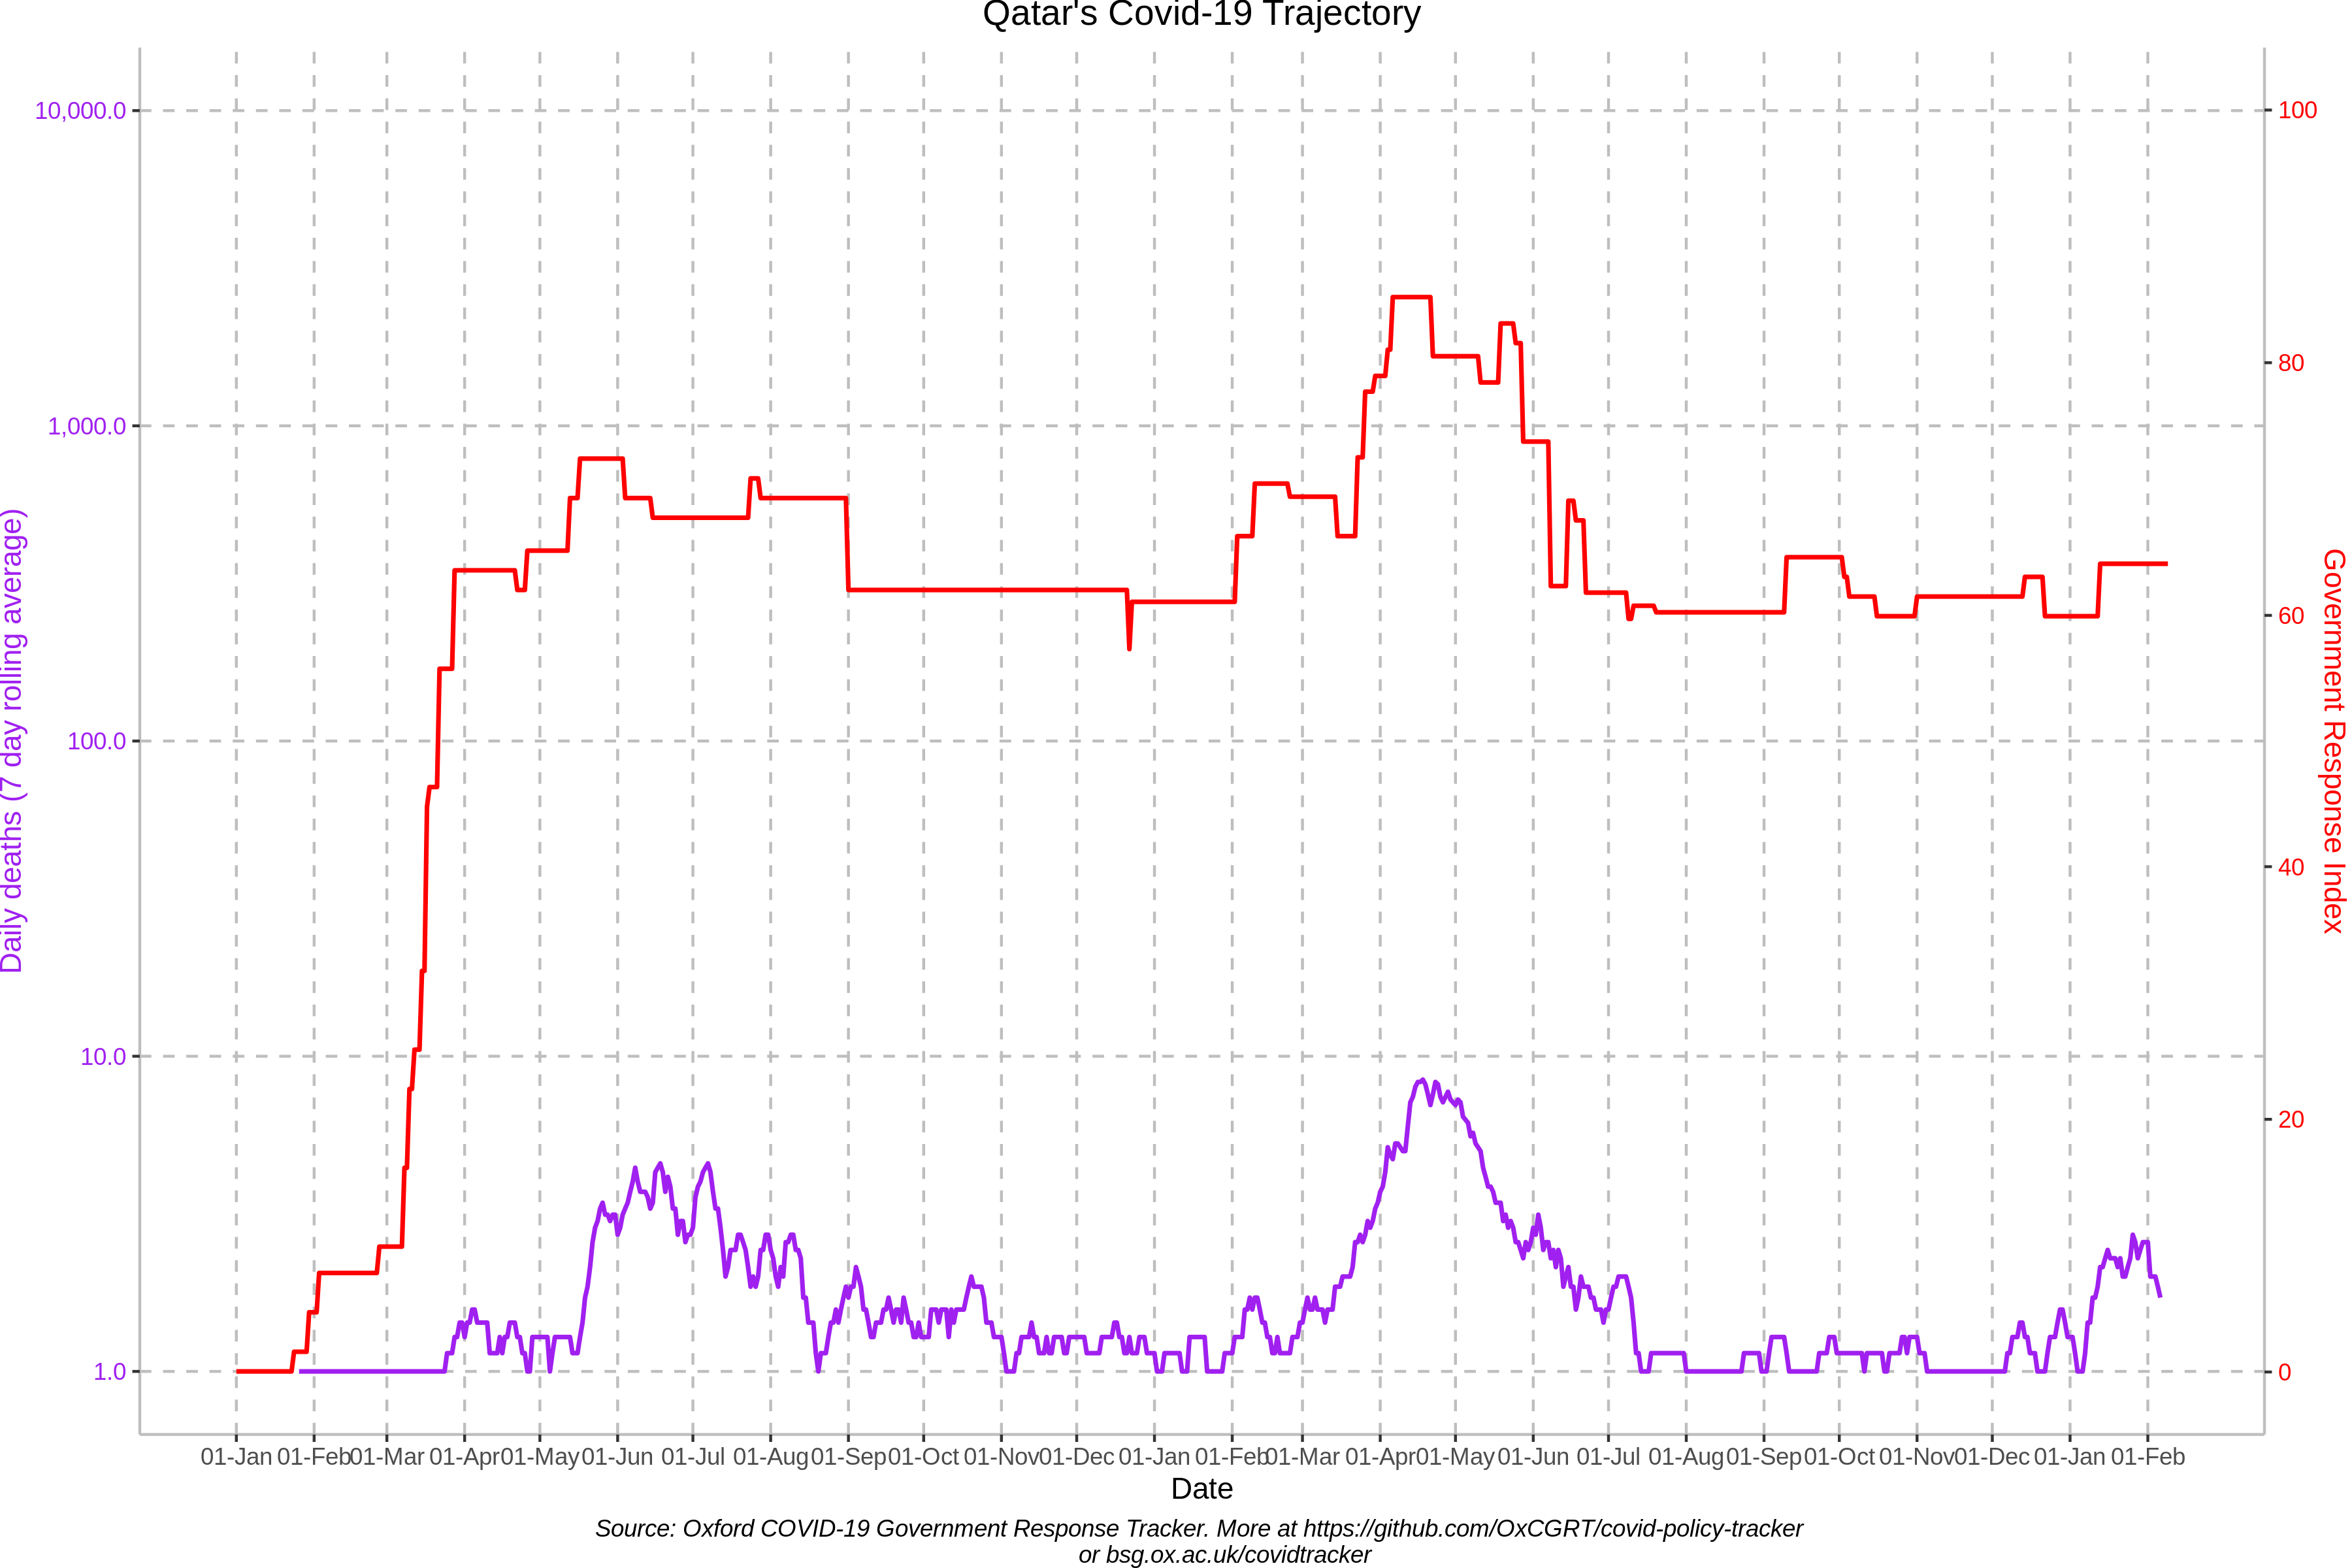 Qatar's Covid-19 Trajectory
10,000.0
1,000.0
100.0
10.0
1.0
Daily deaths (7 day rolling average)
100
80
60
40
20
0
Government Response Index
01-Jan 01-Feb 01-Mar 01-Apr 01-May 01-Jun 01-Jul 01-Aug 01-Sep 01-Oct 01-Nov 01-Dec 01-Jan 01-Feb 01-Mar 01-Apr 01-May 01-Jun 01-Jul 01-Aug 01-Sep 01-Oct 01-Nov 01-Dec 01-Jan 01-Feb
Date
Source: Oxford COVID-19 Government Response Tracker. More at https://github.com/OxCGRT/covid-policy-tracker
or bsg.ox.ac.uk/covidtracker